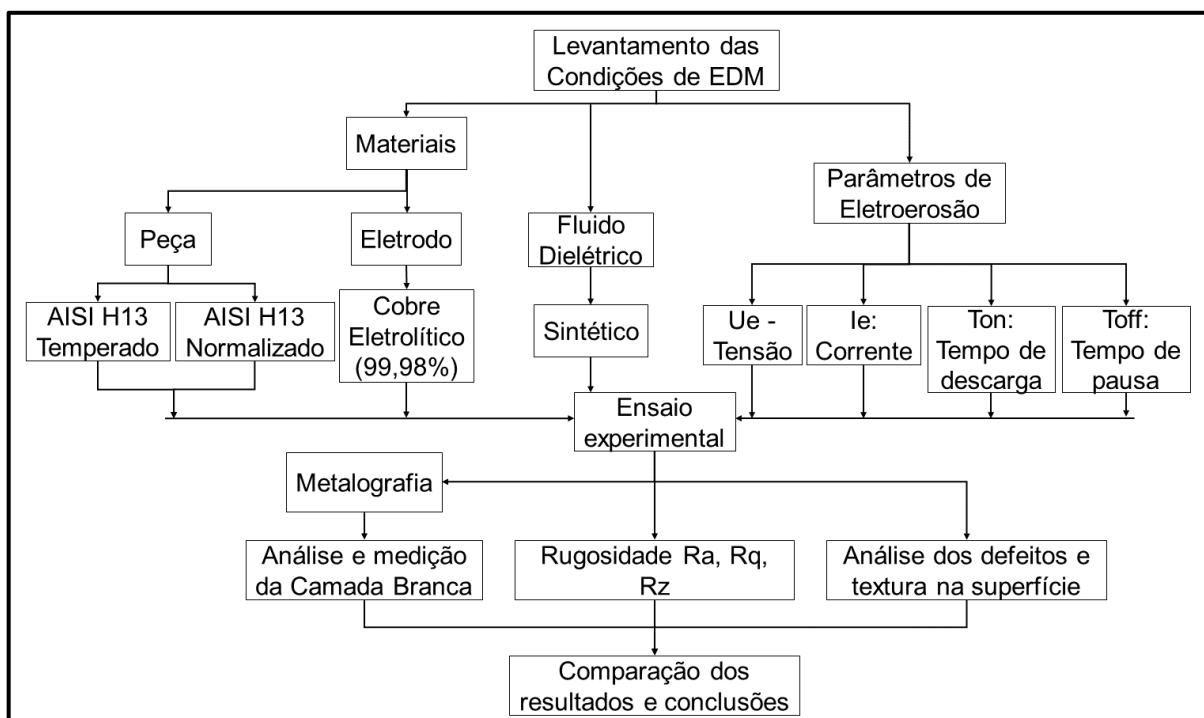 Levantamento das
Condições de EDM
Materiais
Parâmetros de
Eletroerosão
Peça
Eletrodo
Fluido
Dielétrico
AISI H13
Temperado
AISI H13
Normalizado
Cobre
Eletrolítico
(99,98%)
Sintético
Ue -
Tensão
Ie:
Corrente
Ton:
Tempo de
descarga
Toff:
Tempo de
pausa
Ensaio
experimental
Metalografia
Análise e medição
da Camada Branca
Rugosidade Ra, Rq,
Rz
Análise dos defeitos e
textura na superfície
Comparação dos
resultados e conclusões